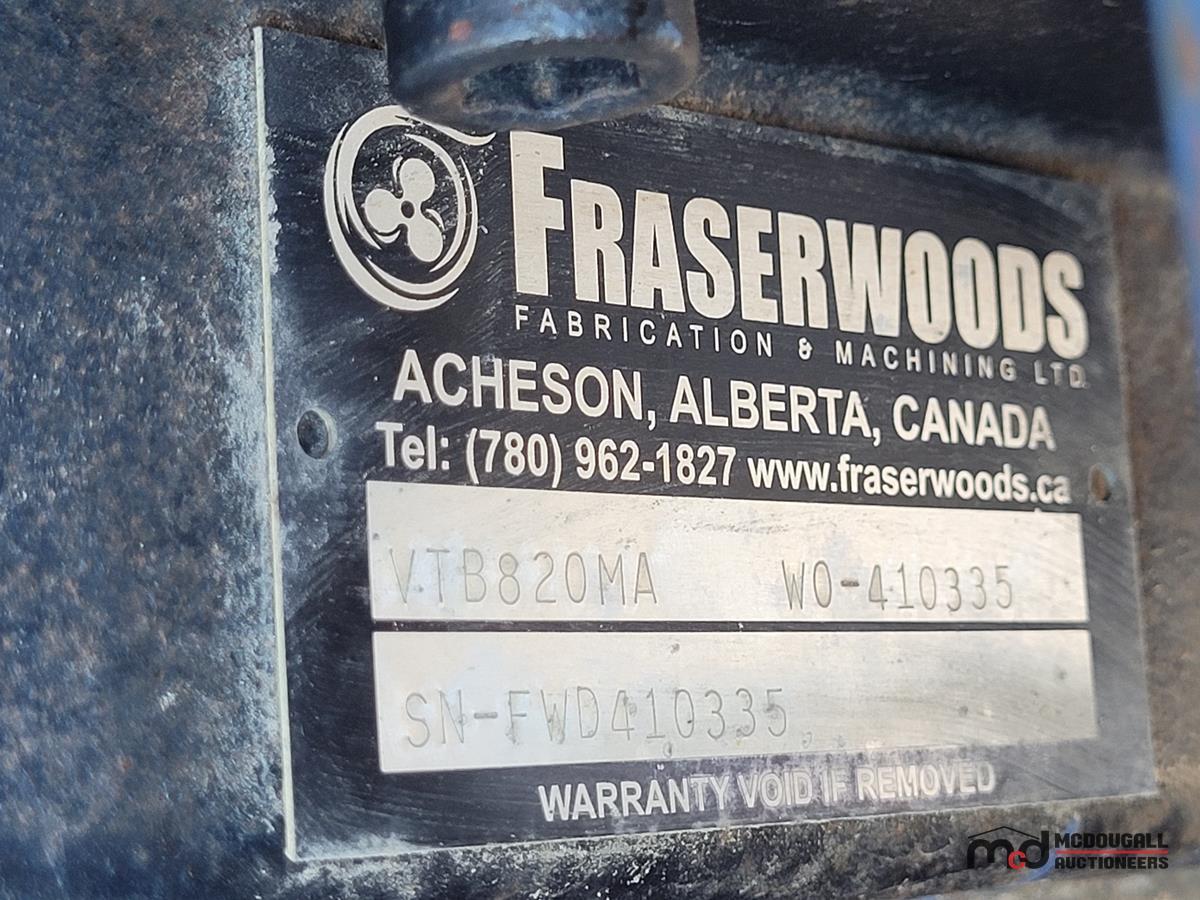 FRASERWOODS
FABRICATION & MACHINING LTD.
ACHESON, ALBERTA, CANADA
Tel: (780) 962-1827 www.fraserwoods.ca
VTB820MA WO-410335
SN-FWD410335
WARRANTY VOID IF REMOVED
mcd MCDOUGALL
AUCTIONEERS